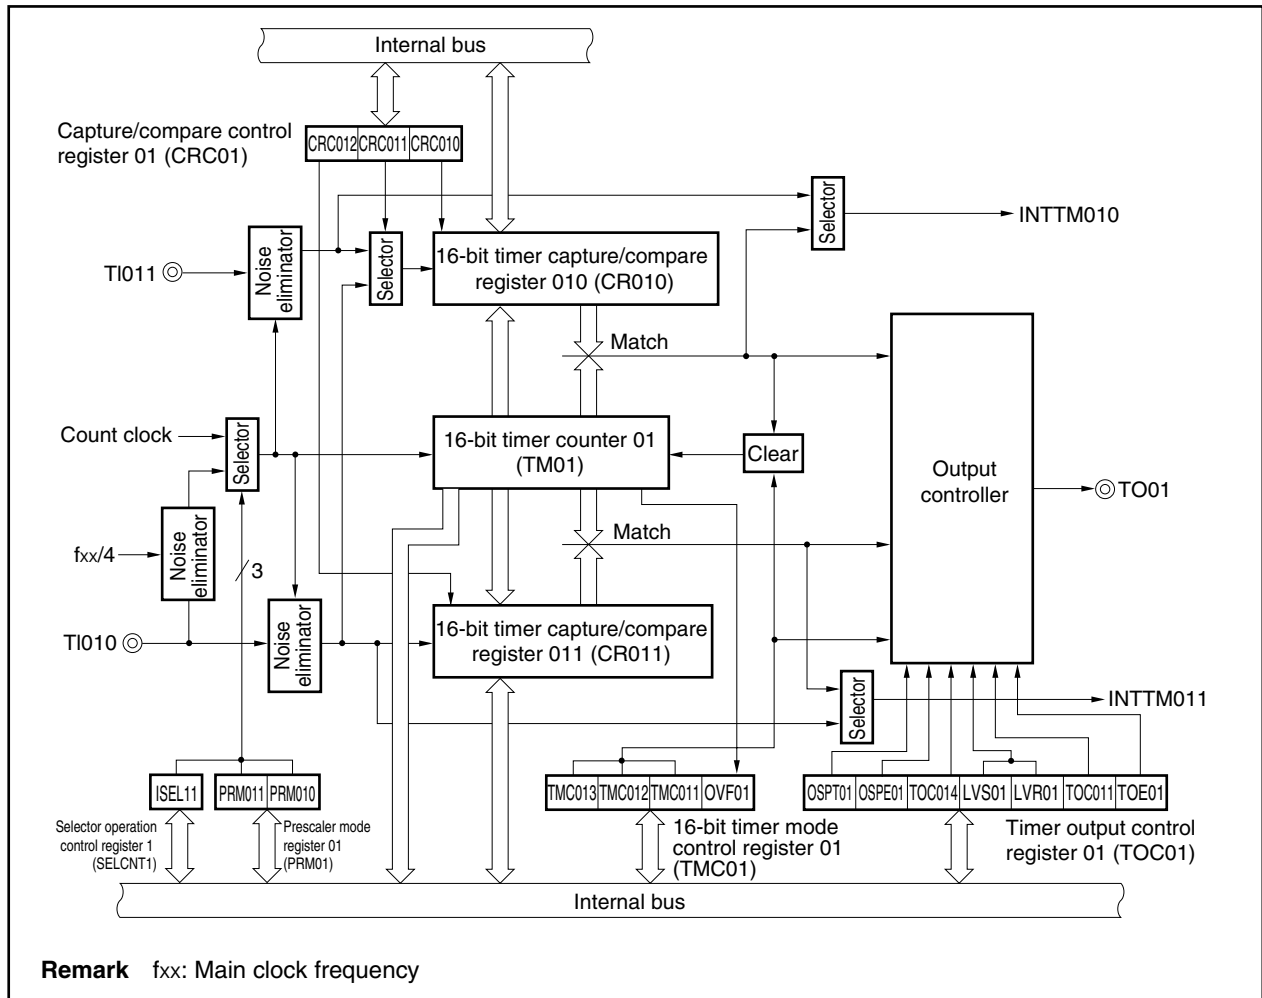 Internal bus
Capture/compare control
register 01 (CRC01)
CRC012 CRC011 CRC010
Selector
INTTM010
TI011
Noise
eliminator
Selector
16-bit timer capture/compare
register 010 (CR010)
Match
Count clock
Selector
16-bit timer counter 01
(TM01)
Clear
Output
controller
TO01
fxx/4
Noise
eliminator
3
Match
TI010
Noise
eliminator
16-bit timer capture/compare
register 011 (CR011)
Selector
INTTM011
ISEL11
PRM011 PRM010
TMC013 TMC012 TMC011 OVF01
OSPT01 OSPE01 TOC014 LVS01 LVR01 TOC011 TOE01
Selector operation
control register 1
(SELCNT1)
Prescaler mode
register 01
(PRM01)
16-bit timer mode
control register 01
(TMC01)
Timer output control
register 01 (TOC01)
Internal bus
Remark fxx: Main clock frequency